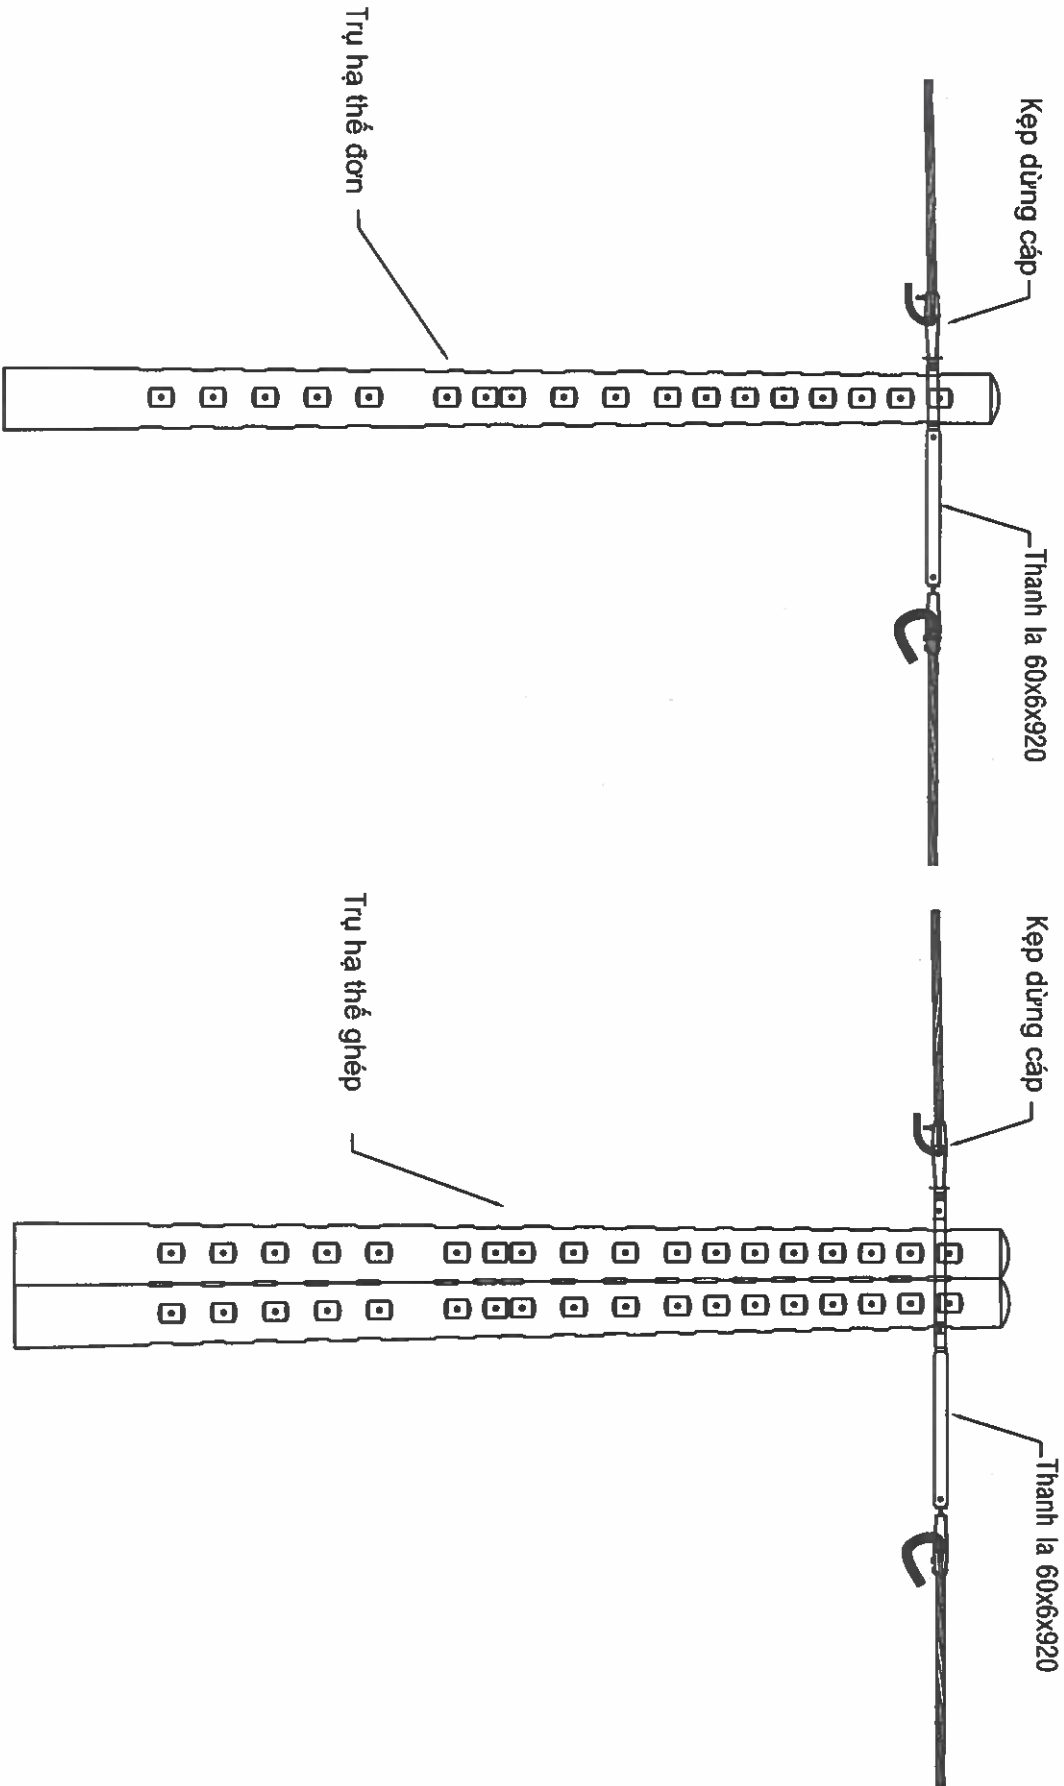 Kẹp dừng cáp
Thanh la 60x6x920
Trụ hạ thế đơn
Kẹp dừng cáp
Thanh la 60x6x920
Trụ hạ thế ghép